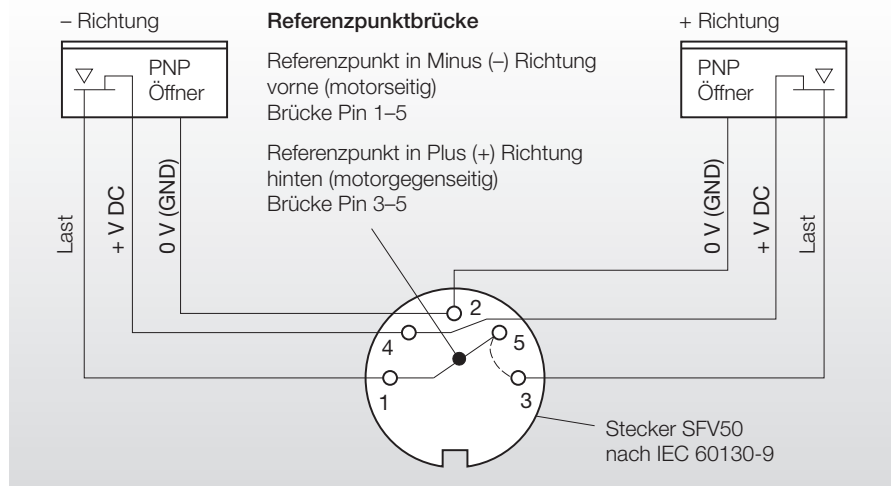 – Richtung
Referenzpunktbrücke
+ Richtung
PNP
Öffner
Referenzpunkt in Minus (–) Richtung
vorne (motorseitig)
Brücke Pin 1–5
PNP
Öffner
Referenzpunkt in Plus (+) Richtung
hinten (motorgegenseitig)
Brücke Pin 3–5
Last
+ V DC
0 V (GND)
0 V (GND)
+ V DC
Last
2
4
5
1
3
Stecker SFV50
nach IEC 60130-9